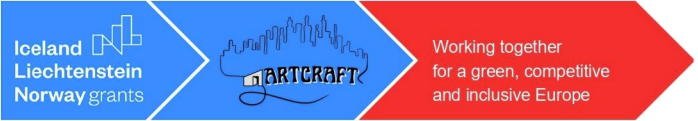 Iceland
Liechtenstein
Norway grants
ARTCRAFT
Working together
for a green, competitive
and inclusive Europe